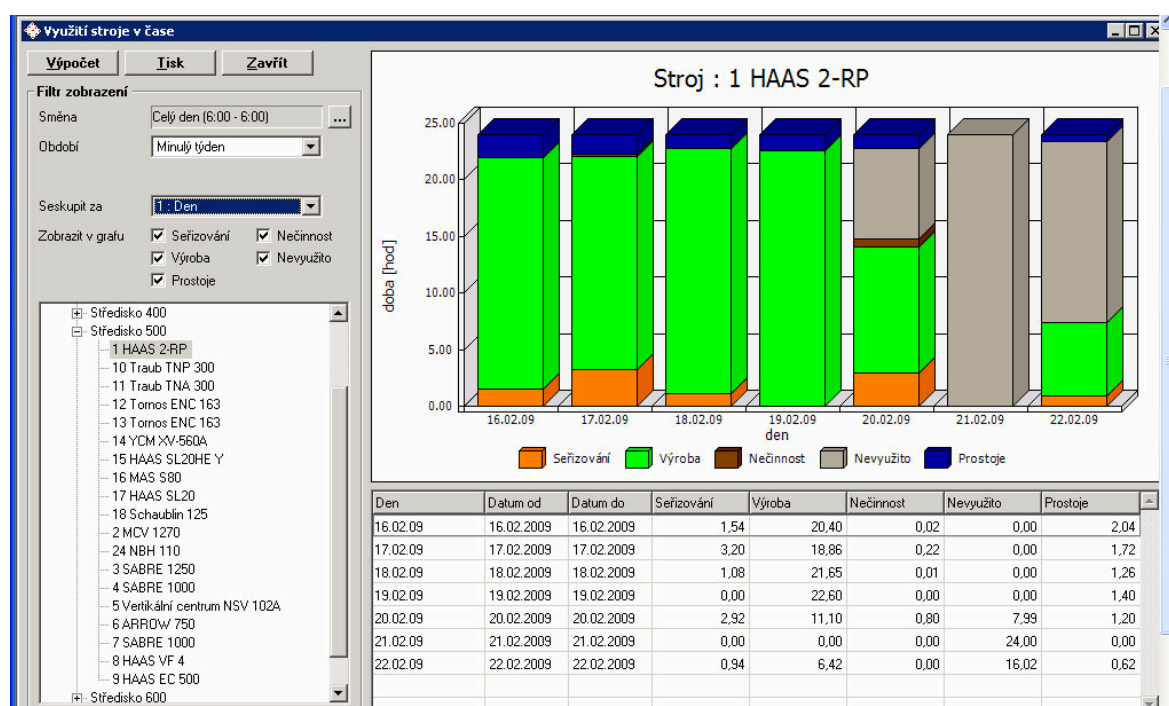 Využití stroje v čase
Výpočet Tisk Zavřít
Filtr zobrazení
Směna Celý den (6:00 - 6:00) ...
Období Minulý týden
Seskupit za 1 : Den
Zobrazit v grafu Seřizování Nečinnost
Výroba Nevyužito
Prostoje
Středisko 400
Středisko 500
1 HAAS 2-RP
10 Traub TNP 300
11 Traub TNA 300
12 Tornos ENC 163
13 Tornos ENC 163
14 YCM XV-560A
15 HAAS SL20HE Y
16 MAS S80
17 HAAS SL20
18 Schaublin 125
2 MCV 1270
24 NBH 110
3 SABRE 1250
4 SABRE 1000
5 Vertikální centrum NSV 102A
6 ARROW 750
7 SABRE 1000
8 HAAS VF 4
9 HAAS EC 500
Středisko 600
Stroj : 1 HAAS 2-RP
doba [hod]
25.00
20.00
15.00
10.00
5.00
0.00
16.02.09 17.02.09 18.02.09 19.02.09 20.02.09 21.02.09 22.02.09
den
Seřizování Výroba Nečinnost Nevyužito Prostoje
Den Datum od Datum do Seřizování Výroba Nečinnost Nevyužito Prostoje
16.02.09 16.02.2009 16.02.2009 1,54 20,40 0,02 0,00 2,04
17.02.09 17.02.2009 17.02.2009 3,20 18,86 0,22 0,00 1,72
18.02.09 18.02.2009 18.02.2009 1,08 21,65 0,01 0,00 1,26
19.02.09 19.02.2009 19.02.2009 0,00 22,60 0,00 0,00 1,40
20.02.09 20.02.2009 20.02.2009 2,92 11,10 0,80 7,99 1,20
21.02.09 21.02.2009 21.02.2009 0,00 0,00 0,00 24,00 0,00
22.02.09 22.02.2009 22.02.2009 0,94 6,42 0,00 16,02 0,62